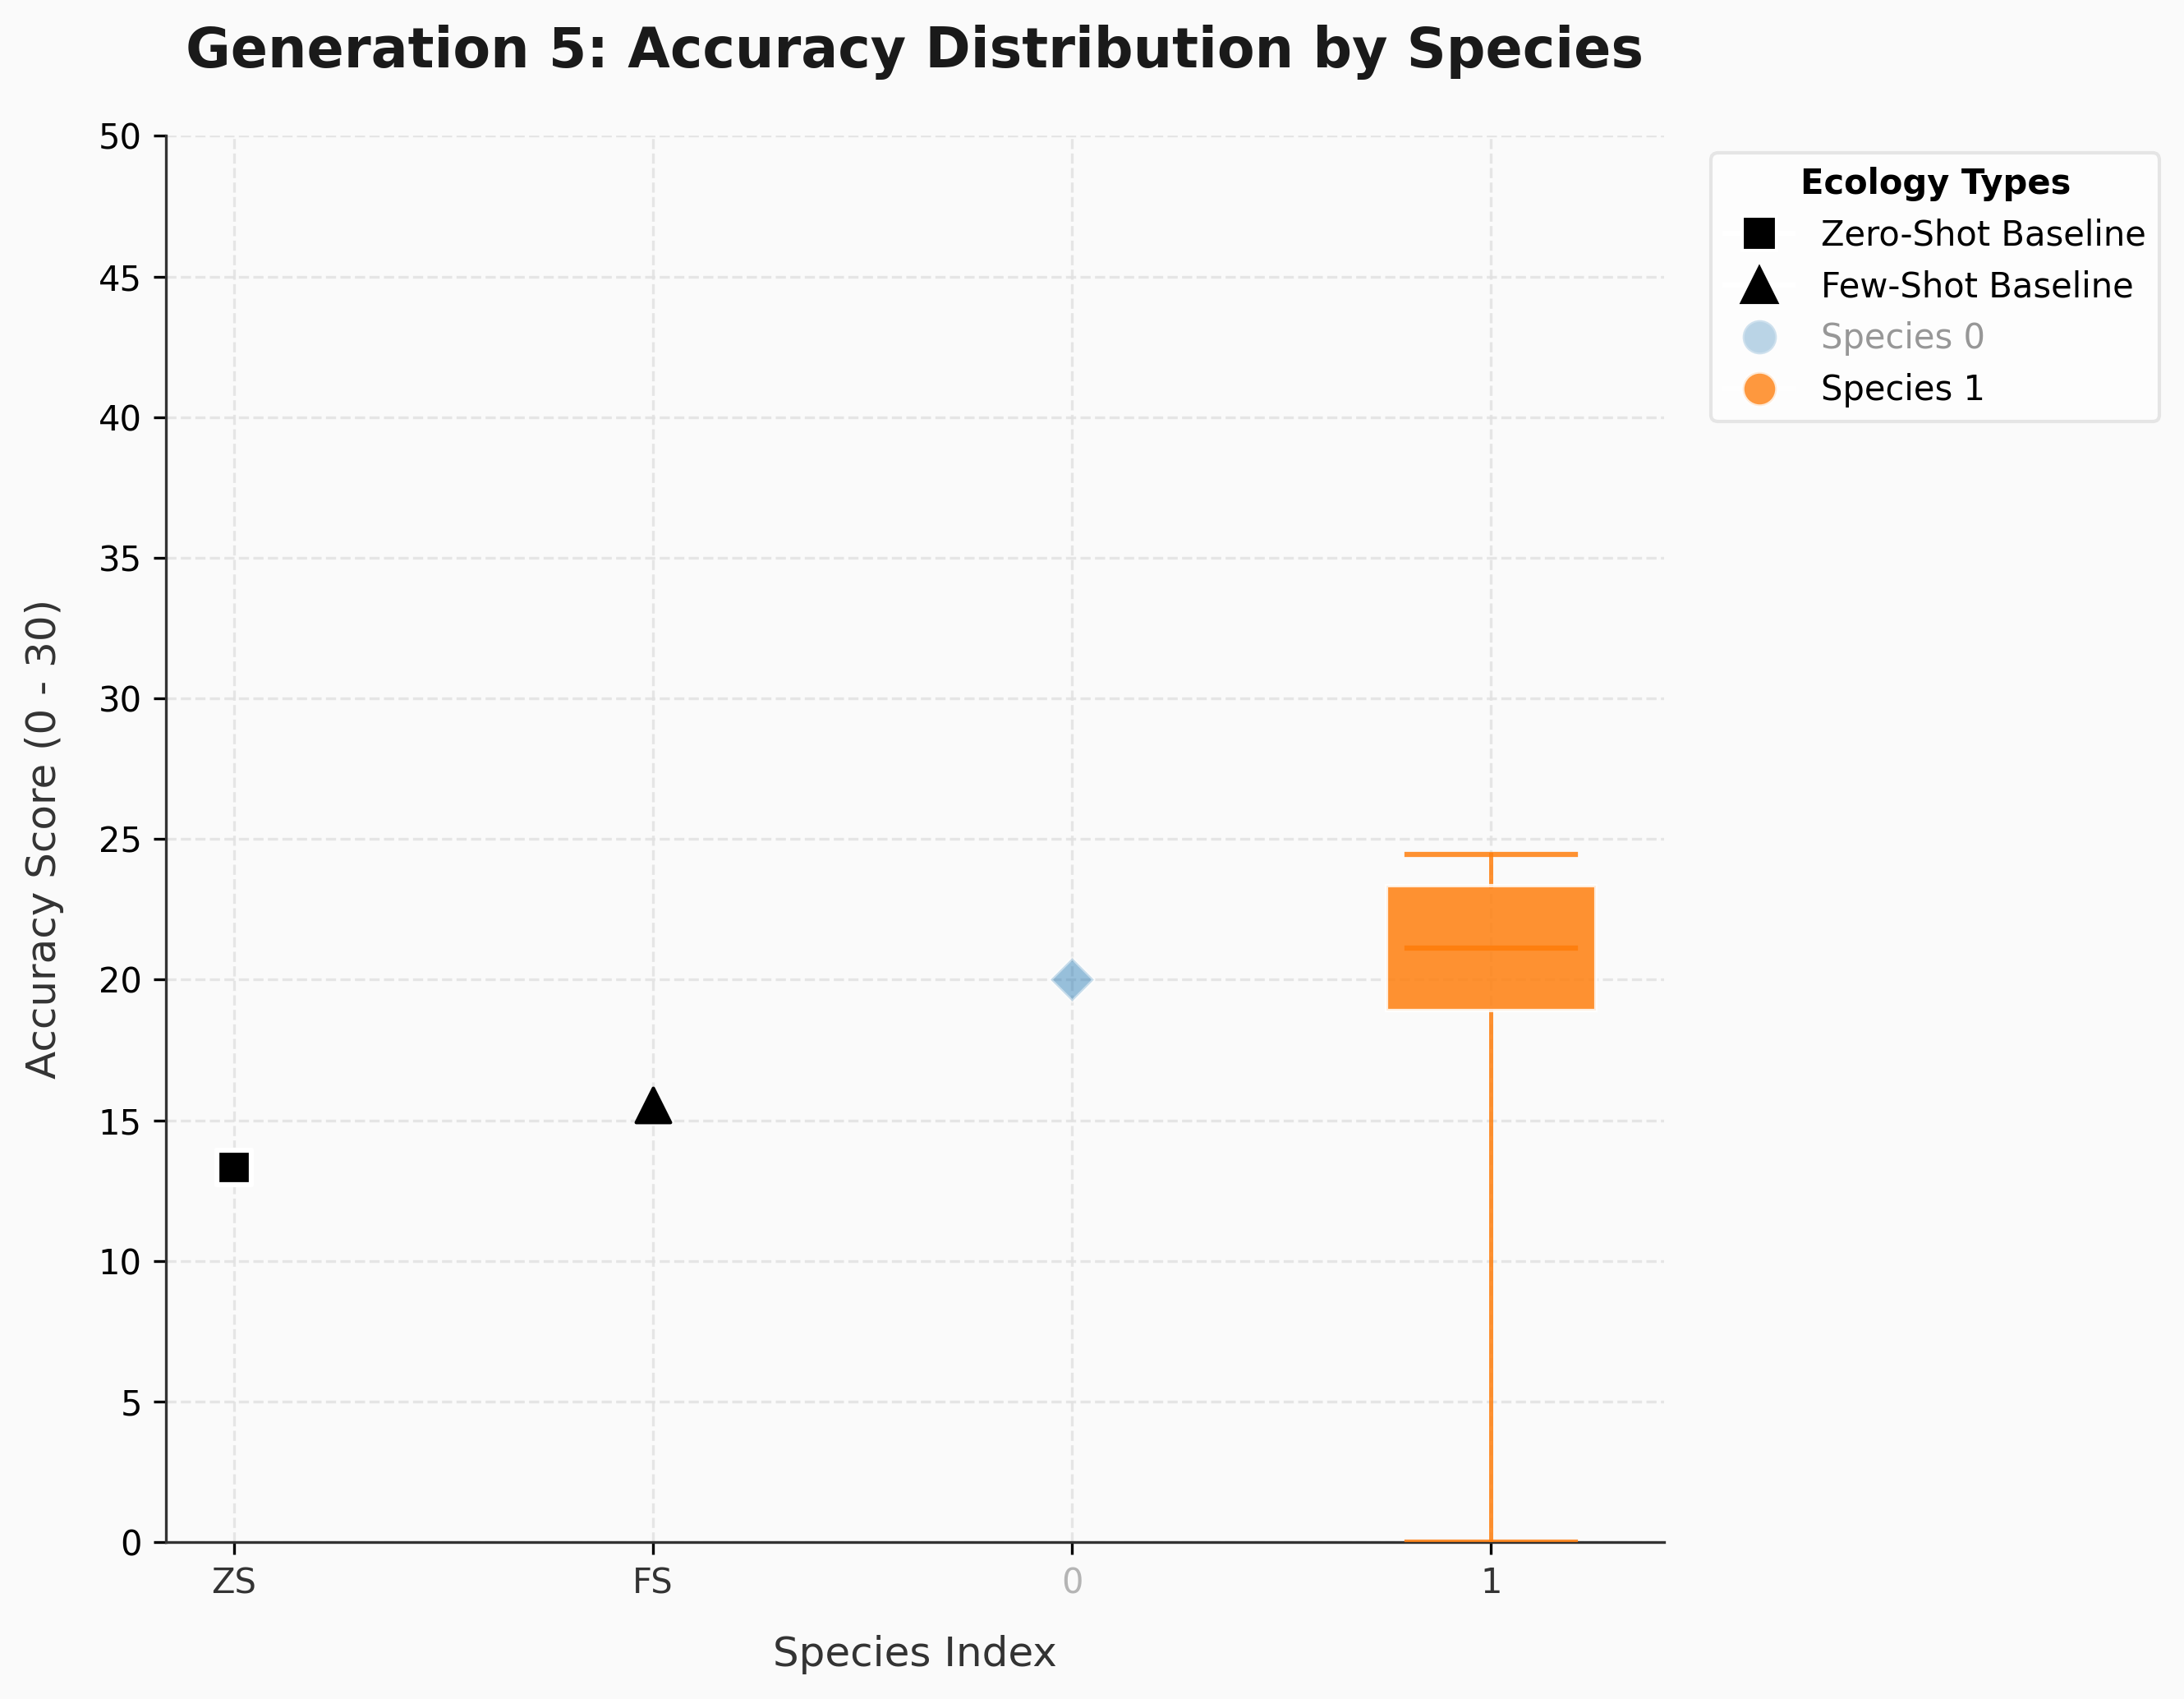 Generation 5: Accuracy Distribution by Species
50
45
40
35
30
25
20
15
10
5
0
Accuracy Score (0 - 30)
ZS
FS
0
1
Species Index
Ecology Types
Zero-Shot Baseline
Few-Shot Baseline
Species 0
Species 1